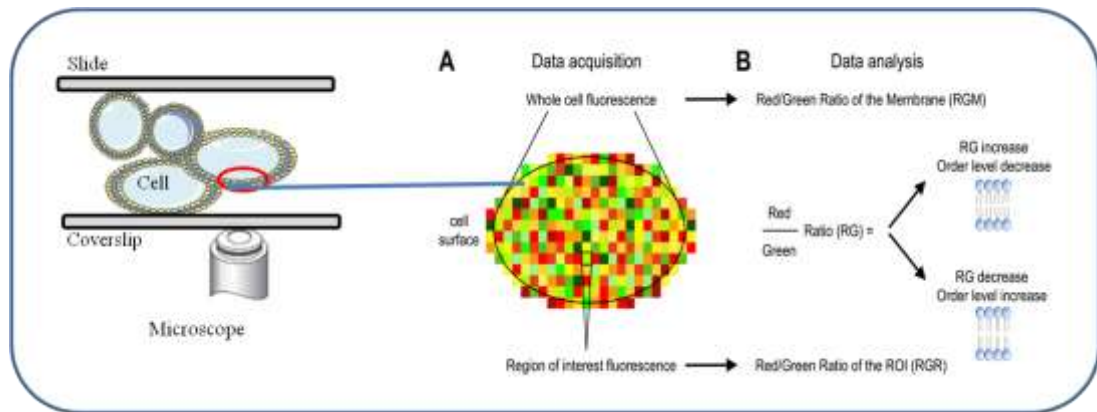 Slide
Cell
Coverslip
Microscope
A
Data acquisition
Whole cell fluorescence
cell
surface
Region of interest fluorescence
B
Data analysis
Red/Green Ratio of the Membrane (RGM)
Red
Green
Ratio (RG) =
RG increase
Order level decrease
RG decrease
Order level increase
Red/Green Ratio of the ROI (RGR)